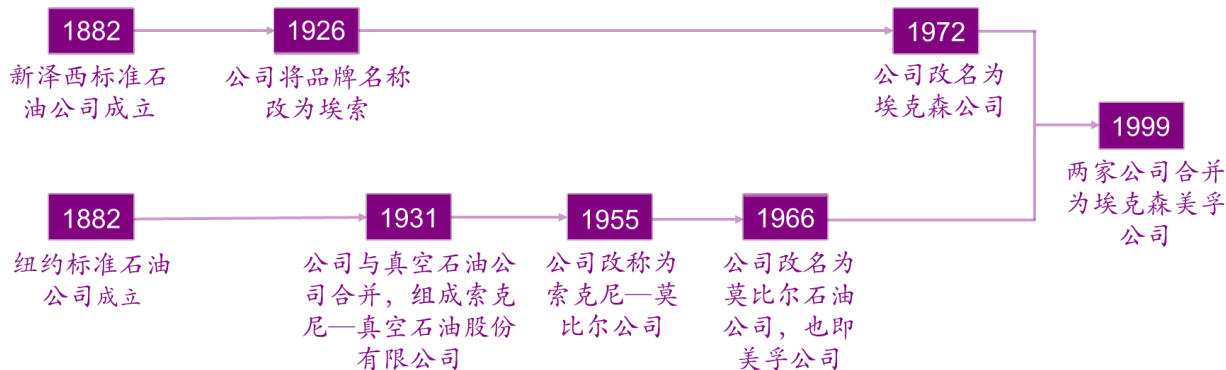 1882
新泽西标准石
油公司成立
1926
公司将品牌名称
改为埃索
1972
公司改名为
埃克森公司
1882
纽约标准石油
公司成立
1931
公司与真空石油公
司合并，组成索克
尼—真空石油股份
有限公司
1955
公司改称为
索克尼—莫
比尔公司
1966
公司改名为
莫比尔石油
公司，也即
美孚公司
1999
两家公司合并
为埃克森美孚
公司